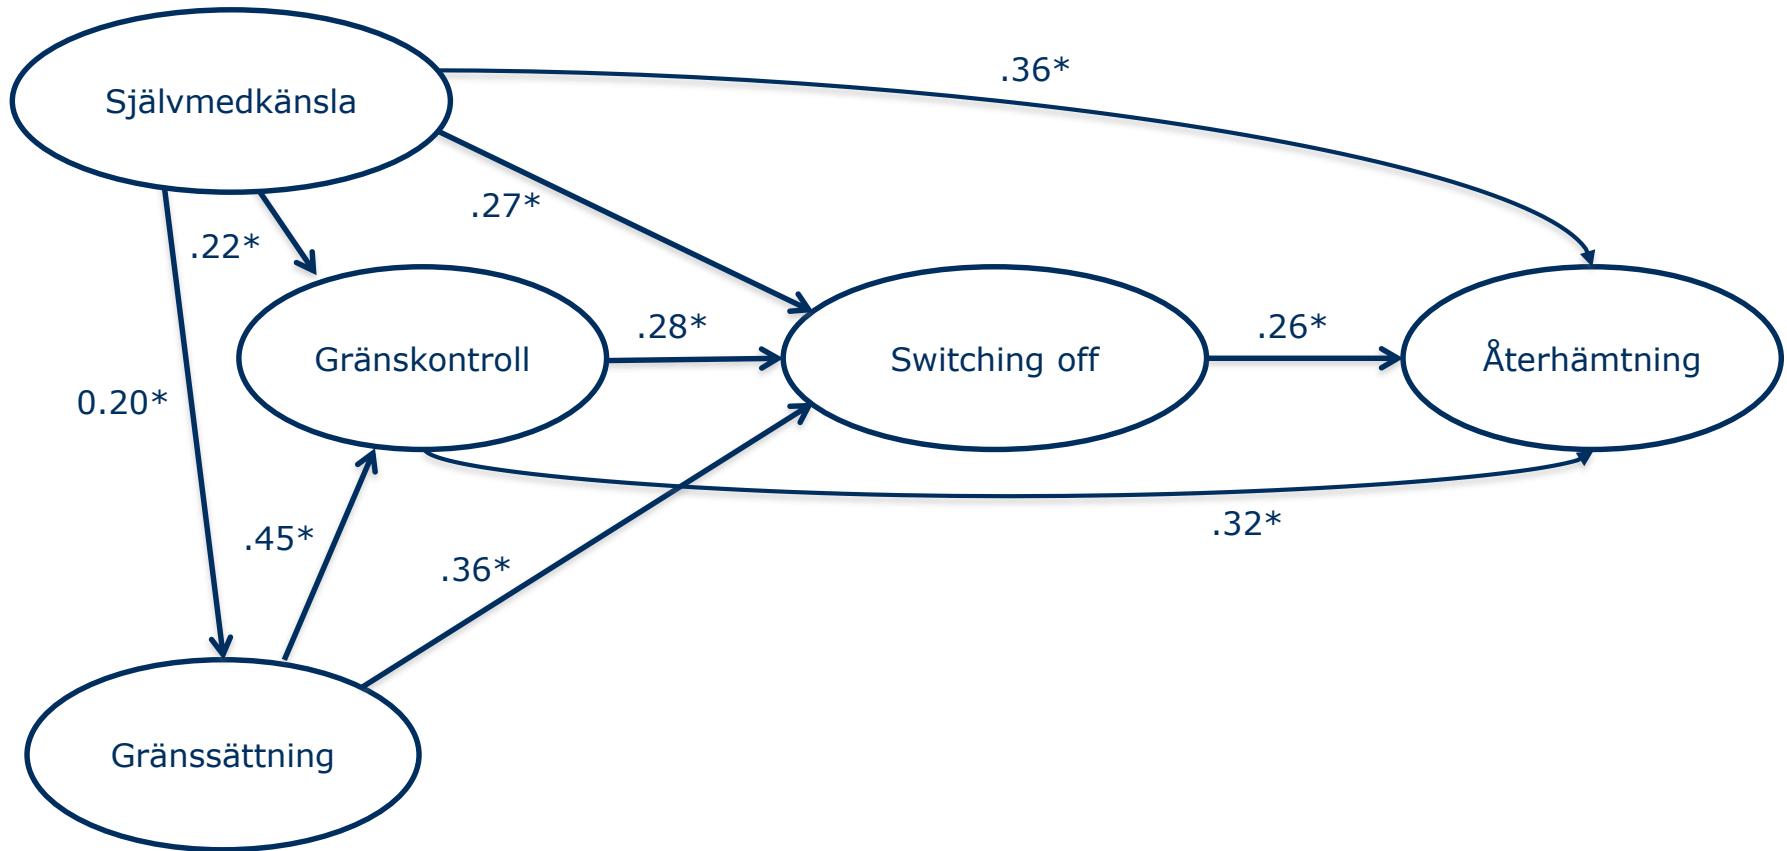 .36*
Självmedkänsla
.27*
.22*
.28*
.26*
Gränskontroll
Switching off
Återhämtning
0.20*
.32*
.45*
.36*
Gränssättning